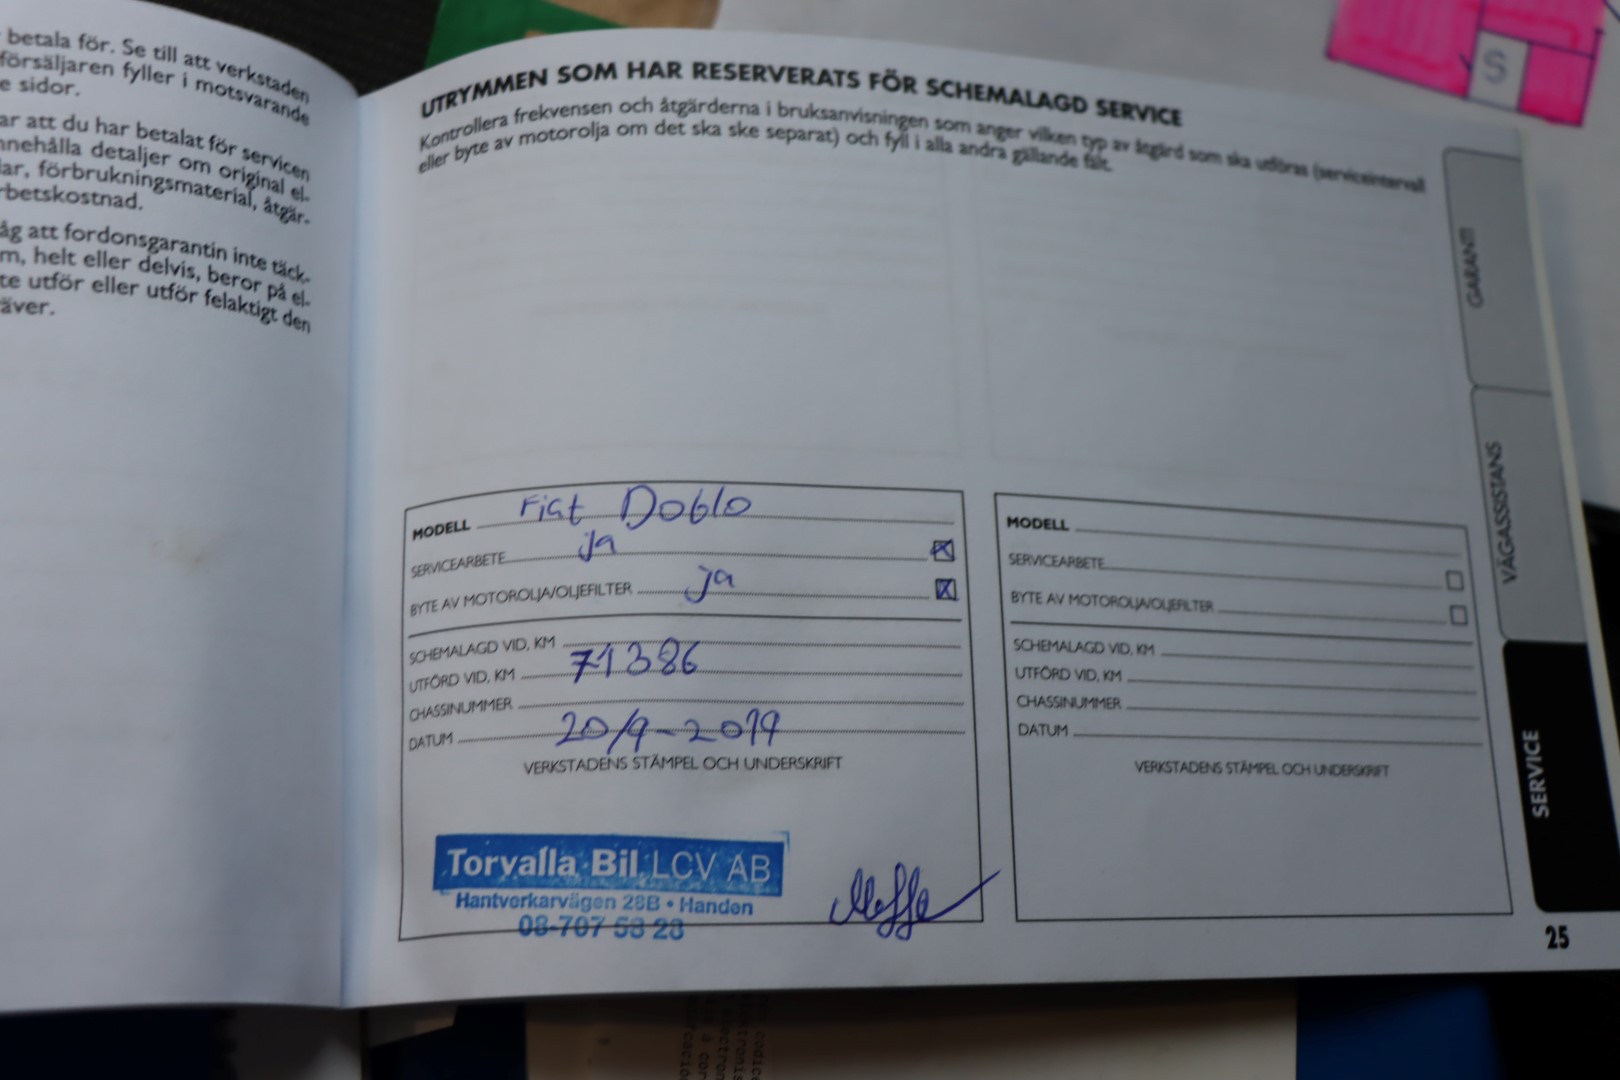 betala för. Se till att verkstaden
försäljaren fyller i motsvarande
e sidor.
ar att du har betalat för servicen
nnehålla detaljer om original el-
lar, förbrukningsmaterial, åtgär-
rbetskostnad.
åg att fordonsgarantin inte täck-
m, helt eller delvis, beror på el-
te utför eller utför felaktigt den
äver.
UTRYMMEN SOM HAR RESERVERATS FÖR SCHEMALAGD SERVICE
Kontrollera frekvensen och åtgärderna i bruksanvisningen som anger vilken typ av åtgärd som ska utföras (serviceintervall
eller byte av motorolja om det ska ske separat) och fyll i alla andra gällande fält.
MODELL Fiat Doblo
SERVICEARBETE ja
BYTE AV MOTOROLJA/OLJEFILTER ja
SCHEMALAGD VID, KM
UTFÖRD VID, KM 71386
CHASSINUMMER
DATUM 20/9-2019
VERKSTADENS STÄMPEL OCH UNDERSKRIFT
Torvalla Bil LCV AB
Hantverkarvägen 28B • Handen
08-707 53 23
MODELL
SERVICEARBETE
BYTE AV MOTOROLJA/OLJEFILTER
SCHEMALAGD VID, KM
UTFÖRD VID, KM
CHASSINUMMER
DATUM
VERKSTADENS STÄMPEL OCH UNDERSKRIFT
GARANTI
VÄGASSISTANS
SERVICE
25
S